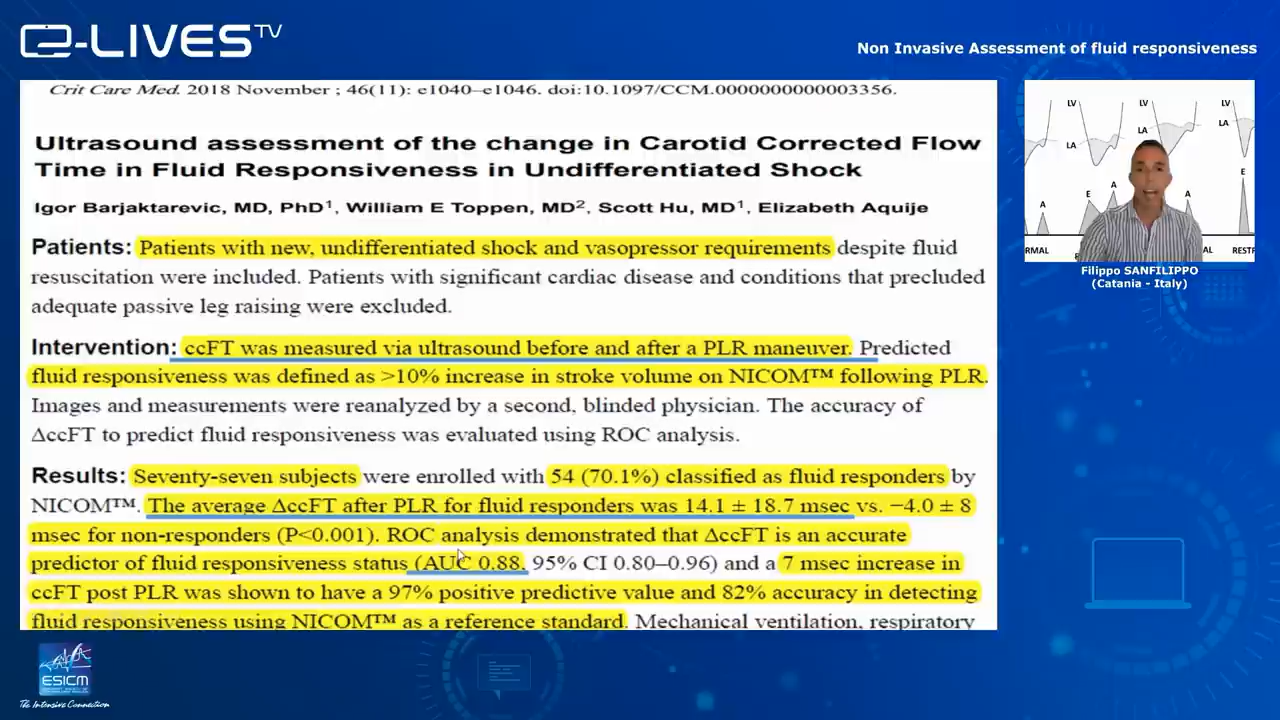 e-LIVES TV
Non Invasive Assessment of fluid responsiveness
Crit Care Med. 2018 November ; 46(11): e1040–e1046. doi:10.1097/CCM.0000000000003356.
Ultrasound assessment of the change in Carotid Corrected Flow
Time in Fluid Responsiveness in Undifferentiated Shock
Igor Barjaktarevic, MD, PhD1, William E Toppen, MD2, Scott Hu, MD1, Elizabeth Aquije
Patients: Patients with new, undifferentiated shock and vasopressor requirements despite fluid
resuscitation were included. Patients with significant cardiac disease and conditions that precluded
adequate passive leg raising were excluded.
Intervention: ccFT was measured via ultrasound before and after a PLR maneuver. Predicted
fluid responsiveness was defined as >10% increase in stroke volume on NICOM™ following PLR.
Images and measurements were reanalyzed by a second, blinded physician. The accuracy of
ΔccFT to predict fluid responsiveness was evaluated using ROC analysis.
Results: Seventy-seven subjects were enrolled with 54 (70.1%) classified as fluid responders by
NICOM™. The average ΔccFT after PLR for fluid responders was 14.1 ± 18.7 msec vs. −4.0 ± 8
msec for non-responders (P<0.001). ROC analysis demonstrated that ΔccFT is an accurate
predictor of fluid responsiveness status (AUC 0.88, 95% CI 0.80–0.96) and a 7 msec increase in
ccFT post PLR was shown to have a 97% positive predictive value and 82% accuracy in detecting
fluid responsiveness using NICOM™ as a reference standard. Mechanical ventilation, respiratory
LV LV LV
LA LA LA
E A E A A E
RMAL AL RESTR
Filippo SANFILIPPO
(Catania - Italy)
ESICM
The Intensive Connection